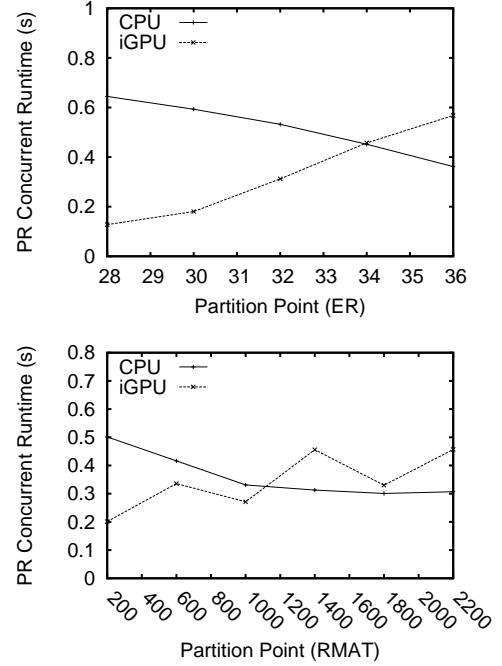 PR Concurrent Runtime (s)
1
0.8
0.6
0.4
0.2
0
CPU
iGPU
28 29 30 31 32 33 34 35 36
Partition Point (ER)
PR Concurrent Runtime (s)
0.8
0.7
0.6
0.5
0.4
0.3
0.2
0.1
0
CPU
iGPU
200 400 600 800 1000 1200 1400 1600 1800 2000 2200
Partition Point (RMAT)